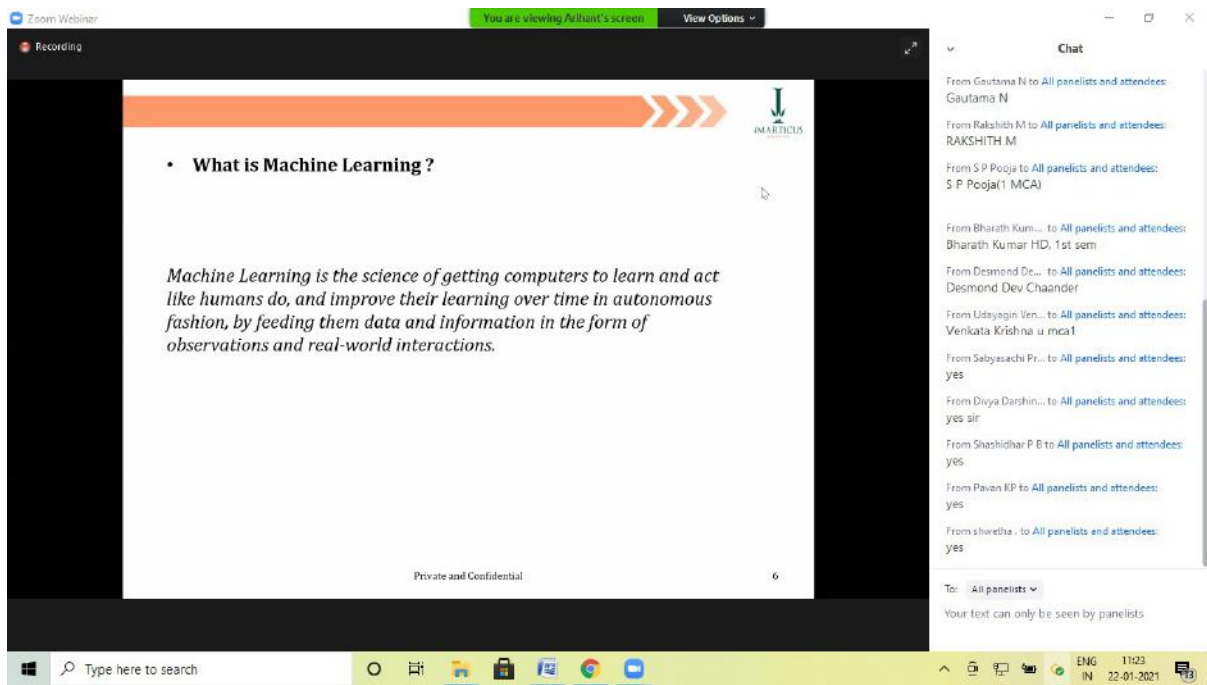 Zoom Webinar
You are viewing Arihant's screen
View Options
Recording
Chat
From Gautama N to All panelists and attendees:
Gautama N
From Rakshith M to All panelists and attendees:
RAKSHITH M
From S P Pooja to All panelists and attendees:
S P Pooja(1 MCA)
From Bharath Kum... to All panelists and attendees:
Bharath Kumar HD, 1st sem
From Desmond De... to All panelists and attendees:
Desmond Dev Chaander
From Udayagiri Ven... to All panelists and attendees:
Venkata Krishna u mca1
From Sabyasachi Pr... to All panelists and attendees:
yes
From Divya Darshin... to All panelists and attendees:
yes sir
From Shashidhar P B to All panelists and attendees:
yes
From Pavan KP to All panelists and attendees:
yes
From shwetha . to All panelists and attendees:
yes
To: All panelists
Your text can only be seen by panelists
IMARTICUS
• What is Machine Learning ?
Machine Learning is the science of getting computers to learn and act
like humans do, and improve their learning over time in autonomous
fashion, by feeding them data and information in the form of
observations and real-world interactions.
Private and Confidential
6
Type here to search
ENG
IN
11:23
22-01-2021
13